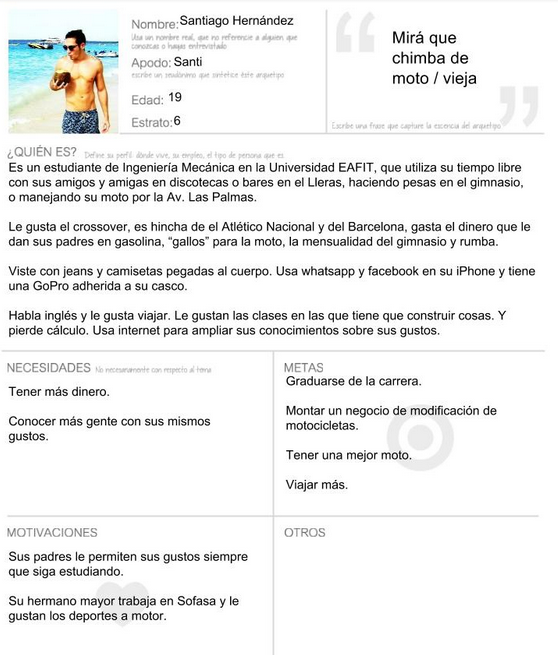 Nombre: Santiago Hernández
Usa un nombre real, que no referencie a alguien que
conozcas o hayas entrevistado
Apodo: Santi
escribe un seudónimo que sintetice éste arquetipo
Edad: 19
Estrato: 6
Mirá que
chimba de
moto / vieja
Escribe una frase que capture la escencia del arquetipo
¿QUIÉN ES? Define su perfil: dónde vive, su empleo, el tipo de persona que es
Es un estudiante de Ingeniería Mecánica en la Universidad EAFIT, que utiliza su tiempo libre
con sus amigos y amigas en discotecas o bares en el Lleras, haciendo pesas en el gimnasio,
o manejando su moto por la Av. Las Palmas.
Le gusta el crossover, es hincha de el Atlético Nacional y del Barcelona, gasta el dinero que le
dan sus padres en gasolina, “gallos” para la moto, la mensualidad del gimnasio y rumba.
Viste con jeans y camisetas pegadas al cuerpo. Usa whatsapp y facebook en su iPhone y tiene
una GoPro adherida a su casco.
Habla inglés y le gusta viajar. Le gustan las clases en las que tiene que construir cosas. Y
pierde cálculo. Usa internet para ampliar sus conocimientos sobre sus gustos.
NECESIDADES No necesariamente con respecto al tema
Tener más dinero.
Conocer más gente con sus mismos
gustos.
METAS
Graduarse de la carrera.
Montar un negocio de modificación de
motocicletas.
Tener una mejor moto.
Viajar más.
MOTIVACIONES
Sus padres le permiten sus gustos siempre
que siga estudiando.
Su hermano mayor trabaja en Sofasa y le
gustan los deportes a motor.
OTROS